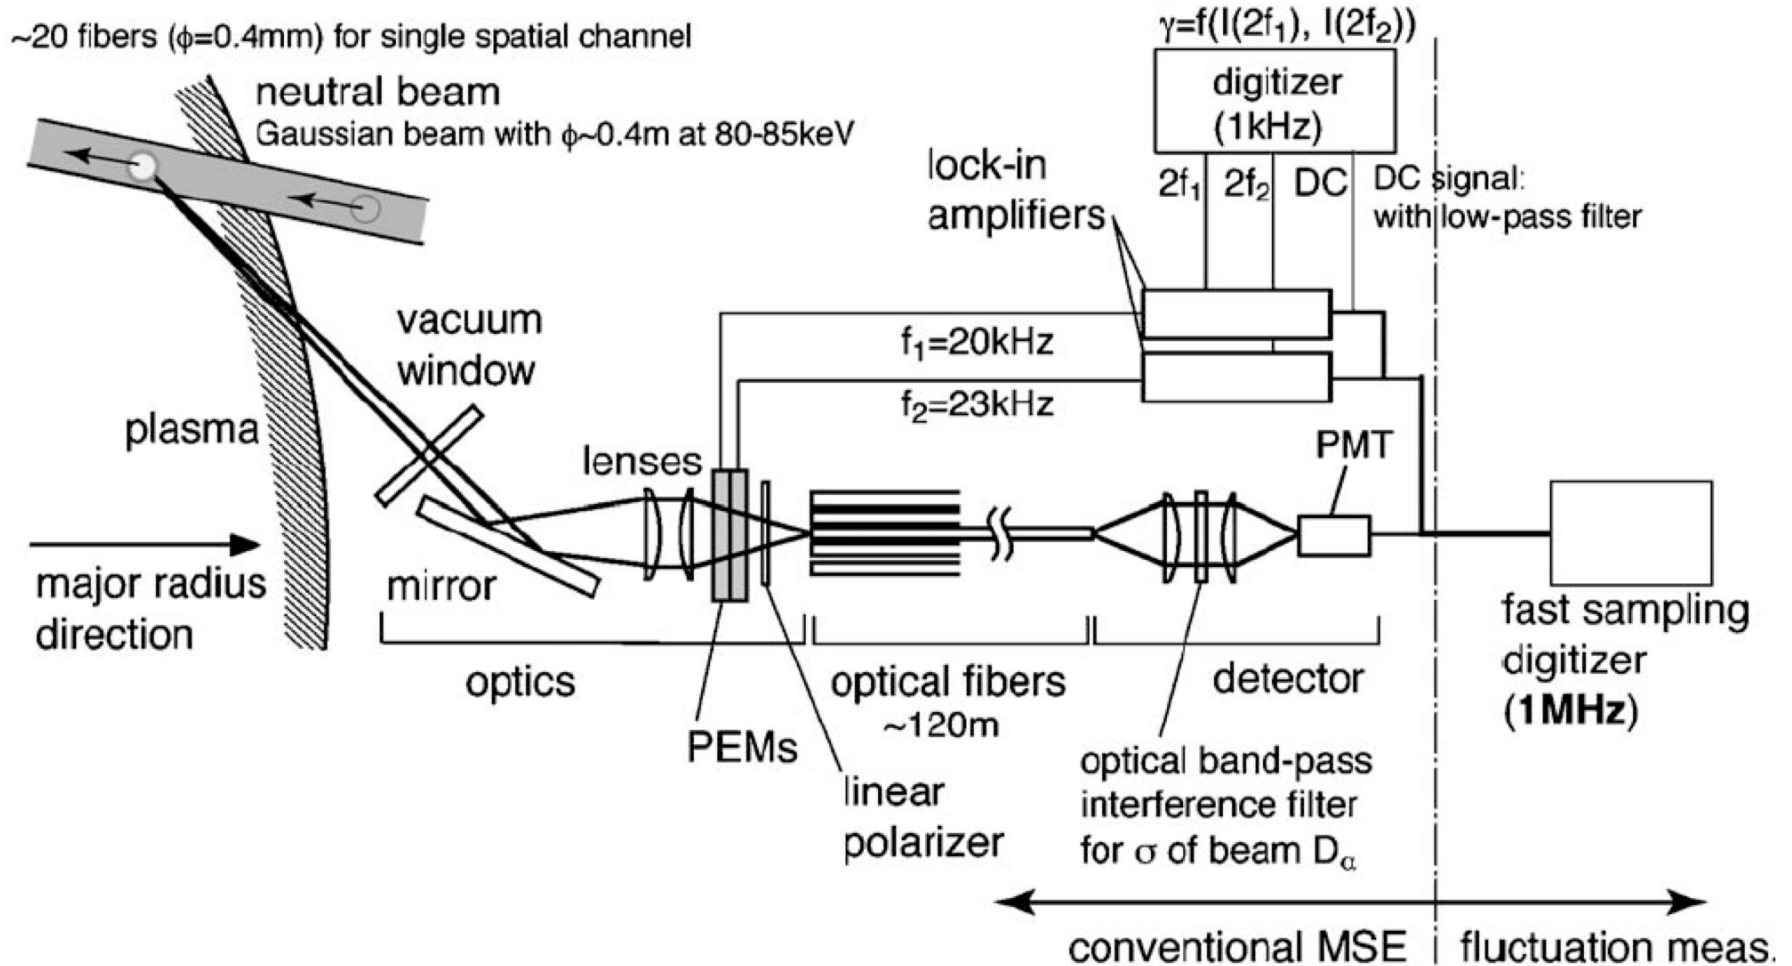 ~20 fibers (ϕ=0.4mm) for single spatial channel
neutral beam
Gaussian beam with ϕ~0.4m at 80-85keV
γ=f(I(2f₁), I(2f₂))
digitizer
(1kHz)
lock-in
amplifiers
2f₁
2f₂
DC
DC signal:
with low-pass filter
vacuum
window
f₁=20kHz
f₂=23kHz
plasma
lenses
PMT
major radius
direction
mirror
optics
PEMs
linear
polarizer
optical fibers
~120m
detector
optical band-pass
interference filter
for σ of beam Dα
fast sampling
digitizer
(1MHz)
conventional MSE
fluctuation meas.